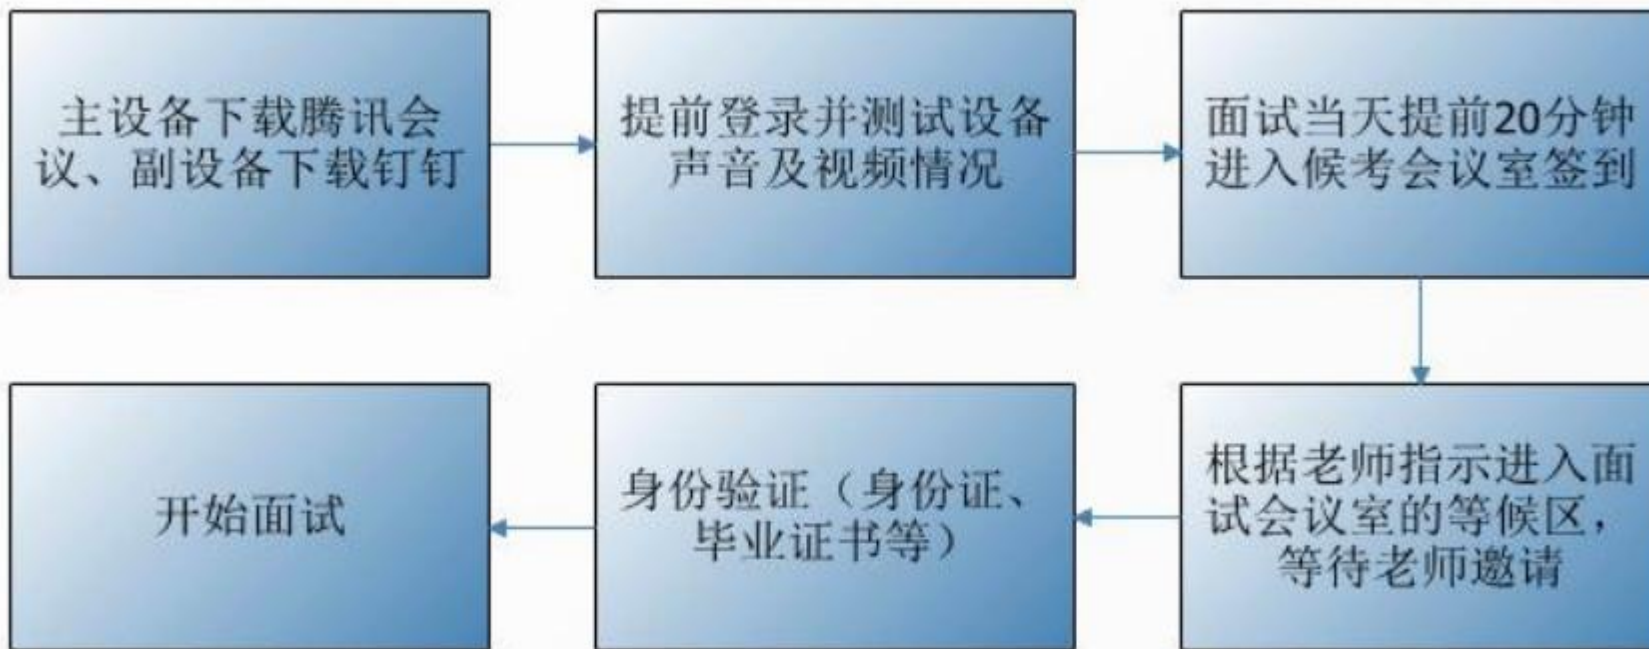 主设备下载腾讯会
议、副设备下载钉钉
提前登录并测试设备
声音及视频情况
面试当天提前20分钟
进入候考会议室签到
根据老师指示进入面
试会议室的等候区，
等待老师邀请
身份验证（身份证、
毕业证书等）
开始面试